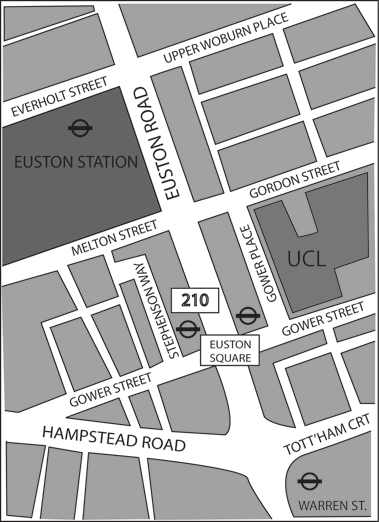 UPPER WOBURN PLACE
EVERHOLT STREET
EUSTON ROAD
EUSTON STATION
GORDON STREET
MELTON STREET
GOWER PLACE
UCL
STEPHENSON WAY
210
GOWER STREET
EUSTON
SQUARE
GOWER STREET
HAMPSTEAD ROAD
TOTT'HAM CRT
WARREN ST.